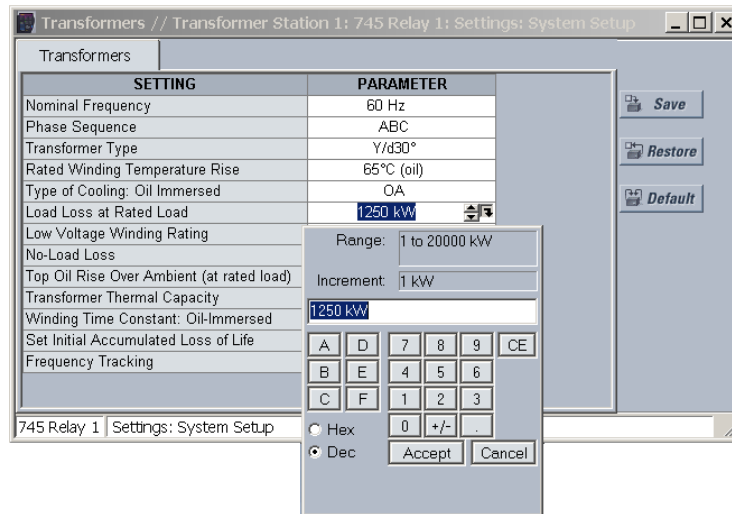 Transformers // Transformer Station 1: 745 Relay 1: Settings: System Setup
Transformers
SETTING PARAMETER
Nominal Frequency 60 Hz
Phase Sequence ABC
Transformer Type Y/d30°
Rated Winding Temperature Rise 65°C (oil)
Type of Cooling: Oil Immersed OA
Load Loss at Rated Load 1250 kW
Low Voltage Winding Rating
No-Load Loss
Top Oil Rise Over Ambient (at rated load)
Transformer Thermal Capacity
Winding Time Constant: Oil-Immersed
Set Initial Accumulated Loss of Life
Frequency Tracking
Save
Restore
Default
Range: 1 to 20000 kW
Increment: 1 kW
1250 kW
A D 7 8 9 CE
B E 4 5 6
C F 1 2 3
Hex 0 +/- .
Dec Accept Cancel
745 Relay 1 Settings: System Setup